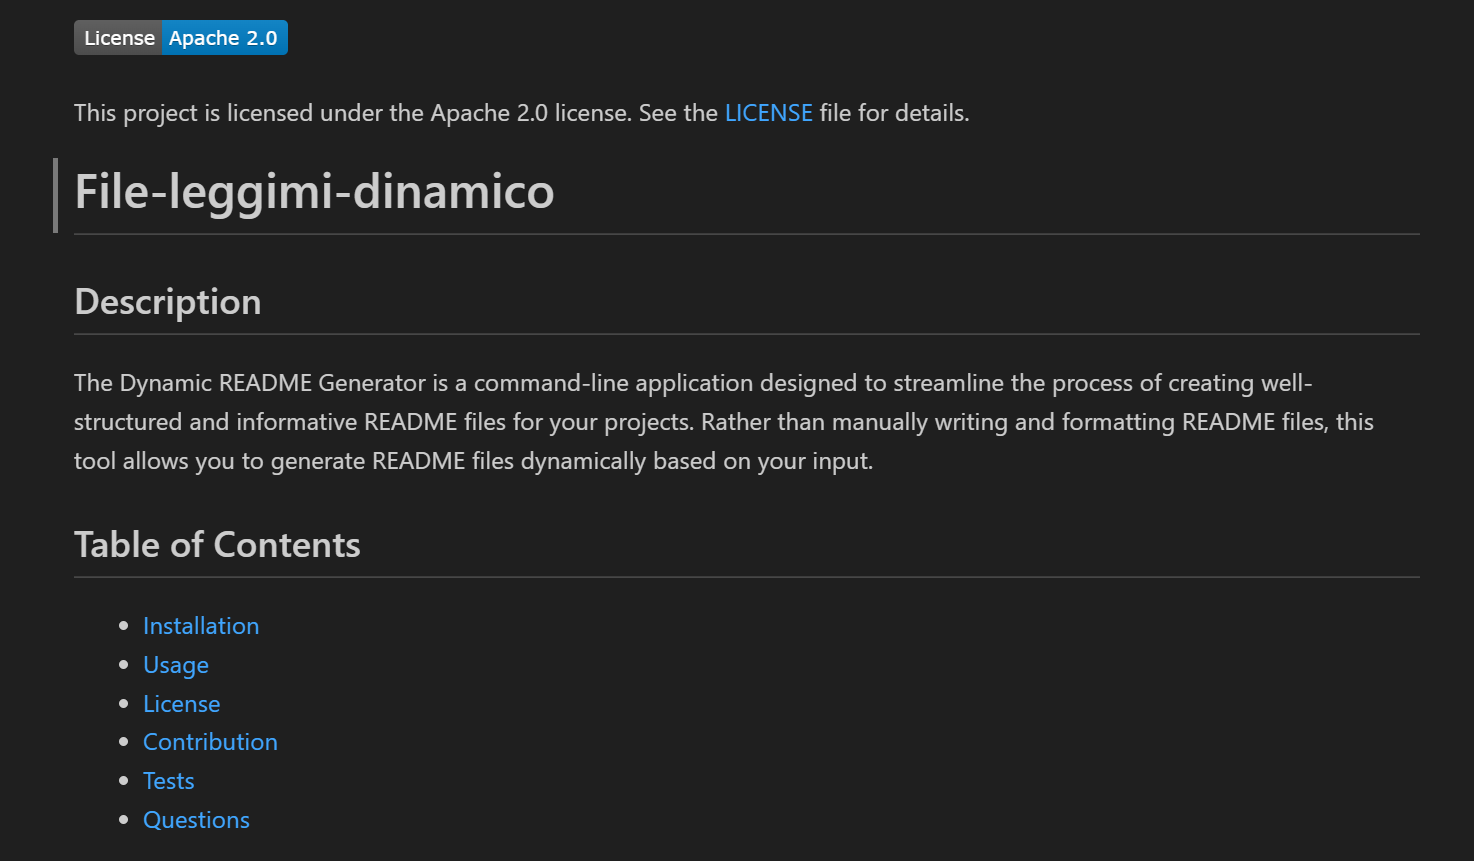 License Apache 2.0
This project is licensed under the Apache 2.0 license. See the LICENSE file for details.
File-leggimi-dinamico
Description
The Dynamic README Generator is a command-line application designed to streamline the process of creating well-
structured and informative README files for your projects. Rather than manually writing and formatting README files, this
tool allows you to generate README files dynamically based on your input.
Table of Contents
Installation
Usage
License
Contribution
Tests
Questions